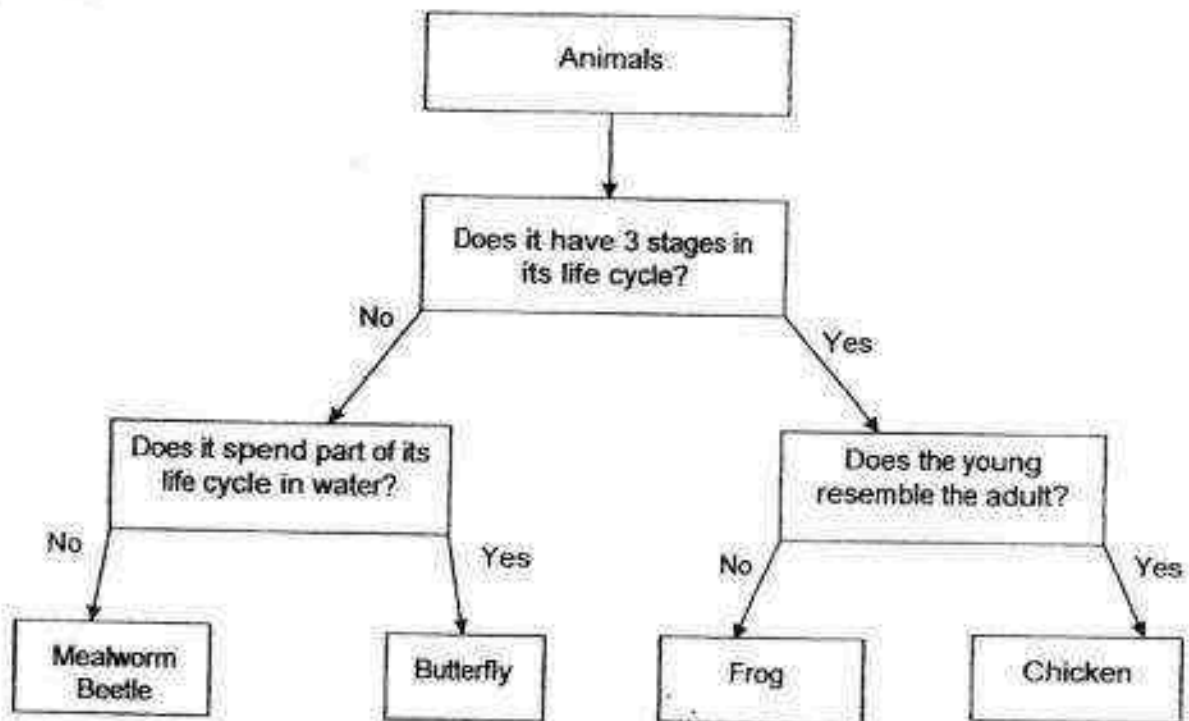 Animals
Does it have 3 stages in
its life cycle?
No
Yes
Does it spend part of its
life cycle in water?
Does the young
resemble the adult?
No
Yes
No
Yes
Mealworm
Beetle
Butterfly
Frog
Chicken